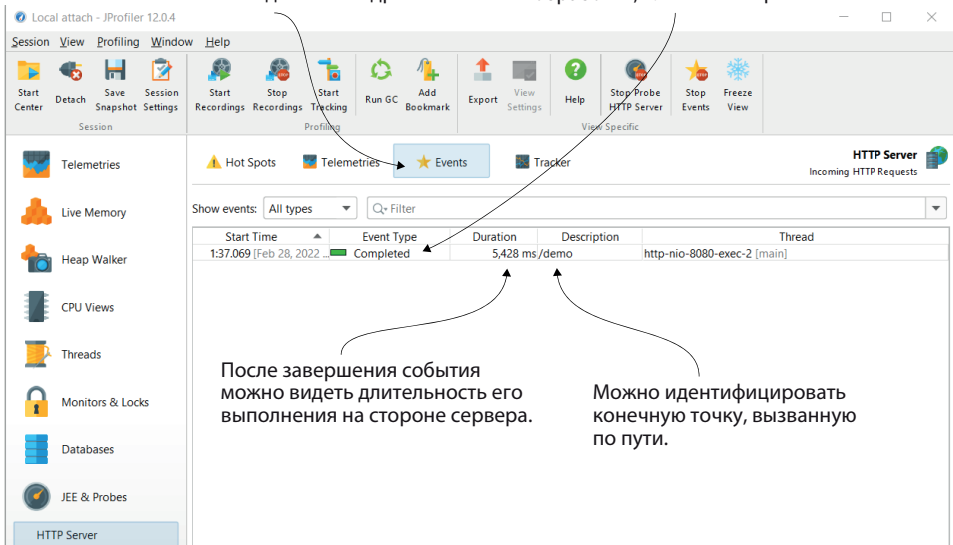 Local attach - JProfiler 12.0.4
Session View Profiling Window Help
Start Center
Detach
Save Snapshot
Session Settings
Start Recordings
Stop Recordings
Start Tracking
Run GC
Add Bookmark
Export
View Settings
Help
Stop Probe HTTP Server
Stop Events
Freeze View
Session
Profiling
View Specific
Telemetries
Live Memory
Heap Walker
CPU Views
Threads
Monitors & Locks
Databases
JEE & Probes
HTTP Server
Hot Spots
Telemetries
Events
Tracker
HTTP Server
Incoming HTTP Requests
Show events: All types
Filter
Start Time Event Type Duration Description Thread
1:37.069 [Feb 28, 2022 ... Completed 5,428 ms /demo http-nio-8080-exec-2 [main]
После завершения события
можно видеть длительность его
выполнения на стороне сервера.
Можно идентифицировать
конечную точку, вызванную
по пути.